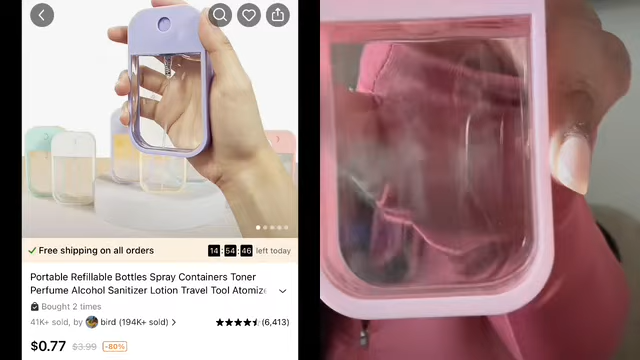 Free shipping on all orders
14:54:46 left today
Portable Refillable Bottles Spray Containers Toner
Perfume Alcohol Sanitizer Lotion Travel Tool Atomize
Bought 2 times
41K+ sold, by bird (194K+ sold) (6,413)
$0.77 $3.99 -80%